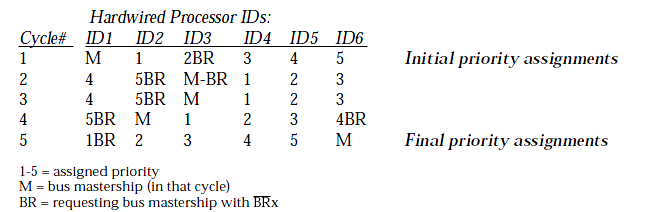 Hardwired Processor IDs:
Cycle# ID1 ID2 ID3 ID4 ID5 ID6
1 M 1 2BR 3 4 5 Initial priority assignments
2 4 5BR M-BR 1 2 3
3 4 5BR M 1 2 3
4 5BR M 1 2 3 4BR
5 1BR 2 3 4 5 M Final priority assignments
1-5 = assigned priority
M = bus mastership (in that cycle)
BR = requesting bus mastership with B̅R̅x